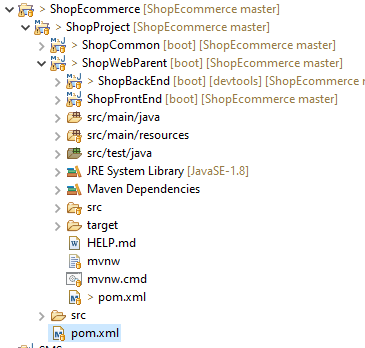 > ShopEcommerce [ShopEcommerce master]
> ShopProject [ShopEcommerce master]
> ShopCommon [boot] [ShopEcommerce master]
> ShopWebParent [boot] [ShopEcommerce master]
> ShopBackEnd [boot] [devtools] [ShopEcommerce master]
ShopFrontEnd [boot] [ShopEcommerce master]
src/main/java
src/main/resources
src/test/java
JRE System Library [JavaSE-1.8]
Maven Dependencies
src
target
HELP.md
mvnw
mvnw.cmd
> pom.xml
src
pom.xml